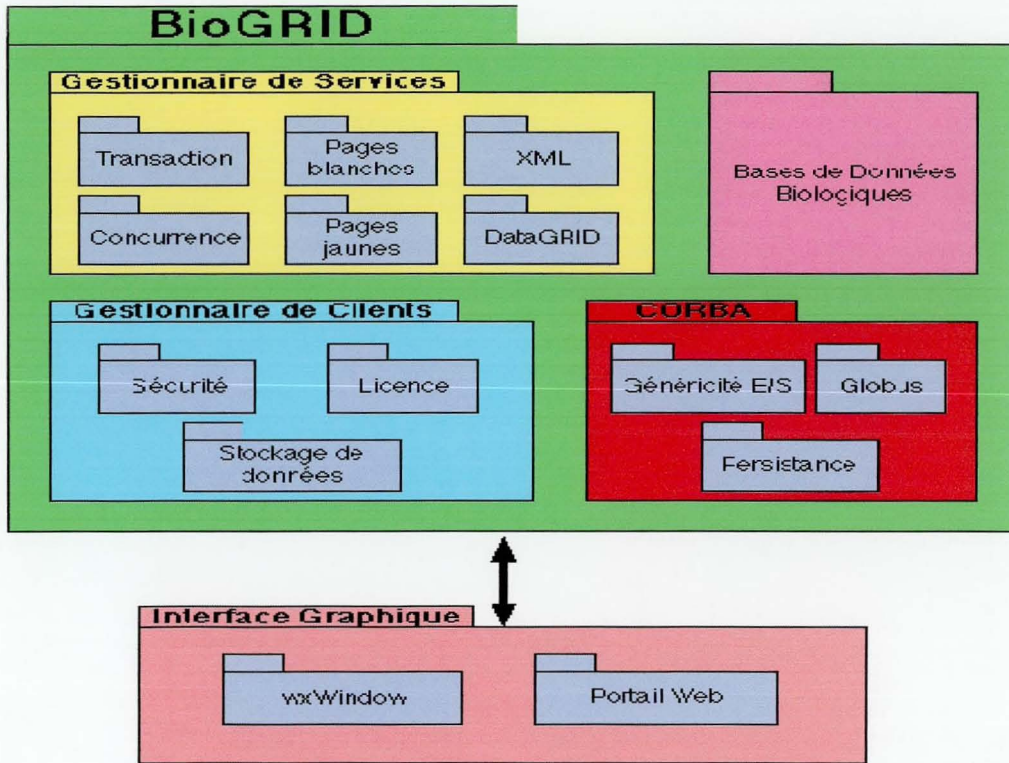 BioGRID
Gestionnaire de Services
Transaction
Pages
blanches
XML
Concurrence
Pages
jaunes
DataGRID
Bases de Données
Biologiques
Gestionnaire de Clients
Sécurité
Licence
Stockage de
données
CORBA
Généricité E/S
Globus
Persistance
Interface Graphique
wxWindow
Portail Web